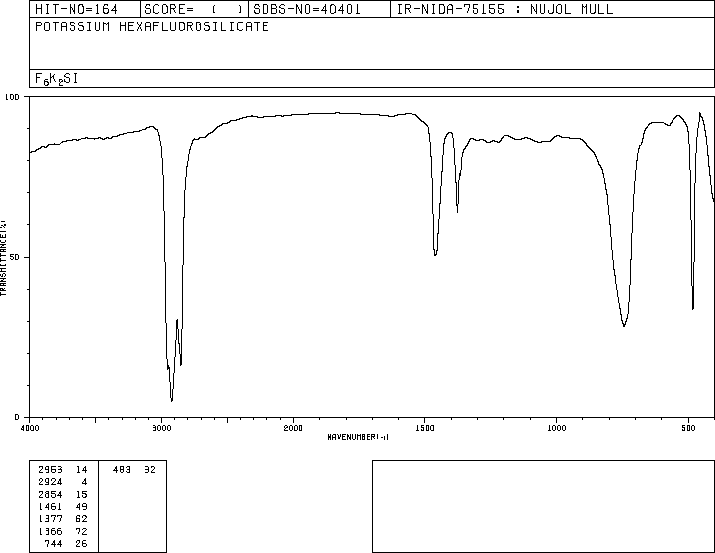 HIT-NO=164 SCORE= ( ) SDBS-NO=40401 IR-NIDA-75155 : NUJOL MULL
POTASSIUM HEXAFLUOROSILICATE
F6K2SI
100
50
0
TRANSMITTANCE(%)
4000 3000 2000 1500 1000 500
WAVENUMBER(-1)
2963 14 483 32
2924 4
2854 15
1461 49
1377 62
1366 72
744 26